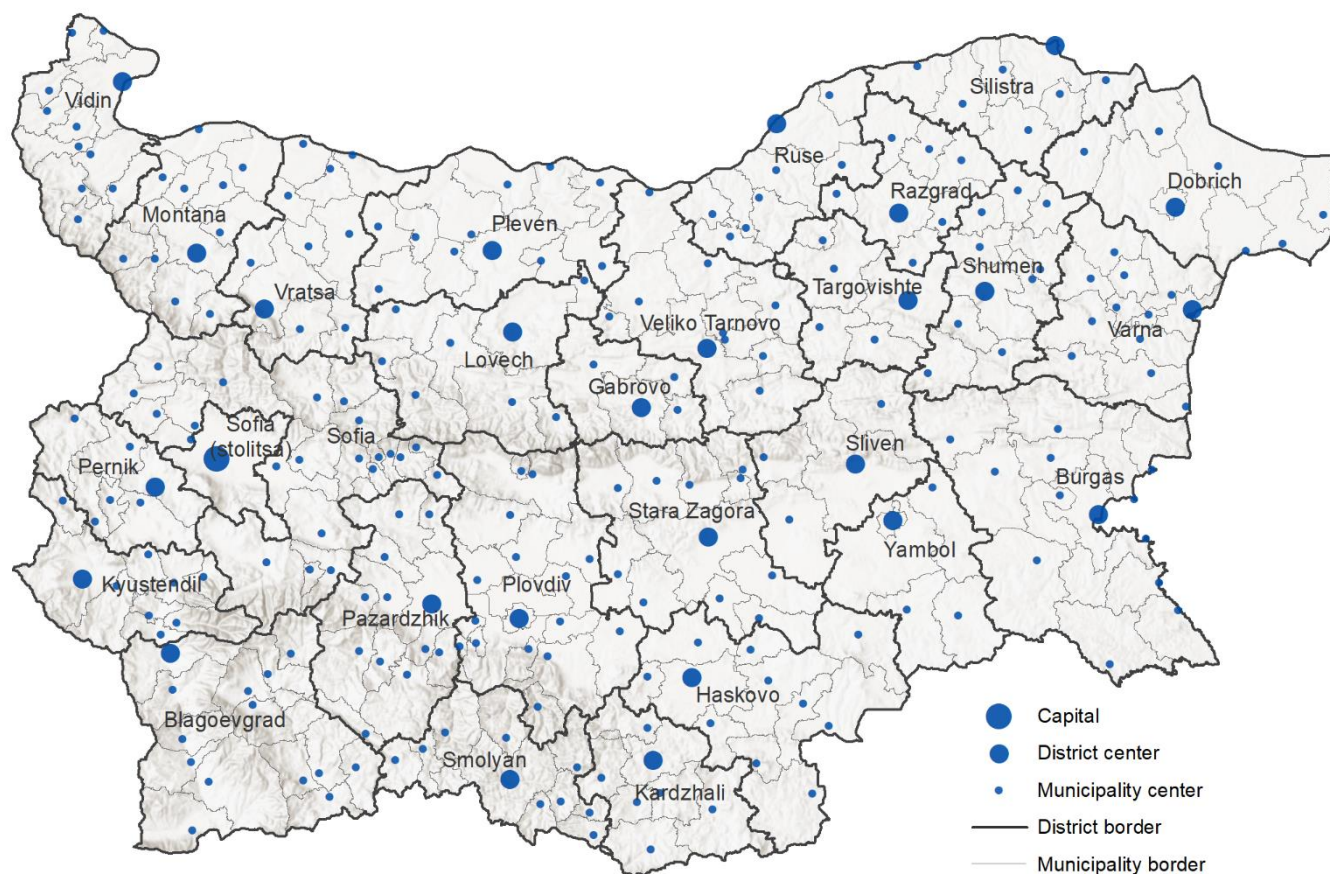 Vidin
Silistra
Ruse
Dobrich
Razgrad
Montana
Pleven
Shumen
Targovishte
Vratsa
Veliko Tarnovo
Varna
Lovech
Gabrovo
Sofia
(stolitsa)
Sofia
Sliven
Pernik
Burgas
Stara Zagora
Yambol
Kyustendil
Plovdiv
Pazardzhik
Haskovo
Blagoevgrad
Smolyan
Kardzhali
Capital
District center
Municipality center
District border
Municipality border